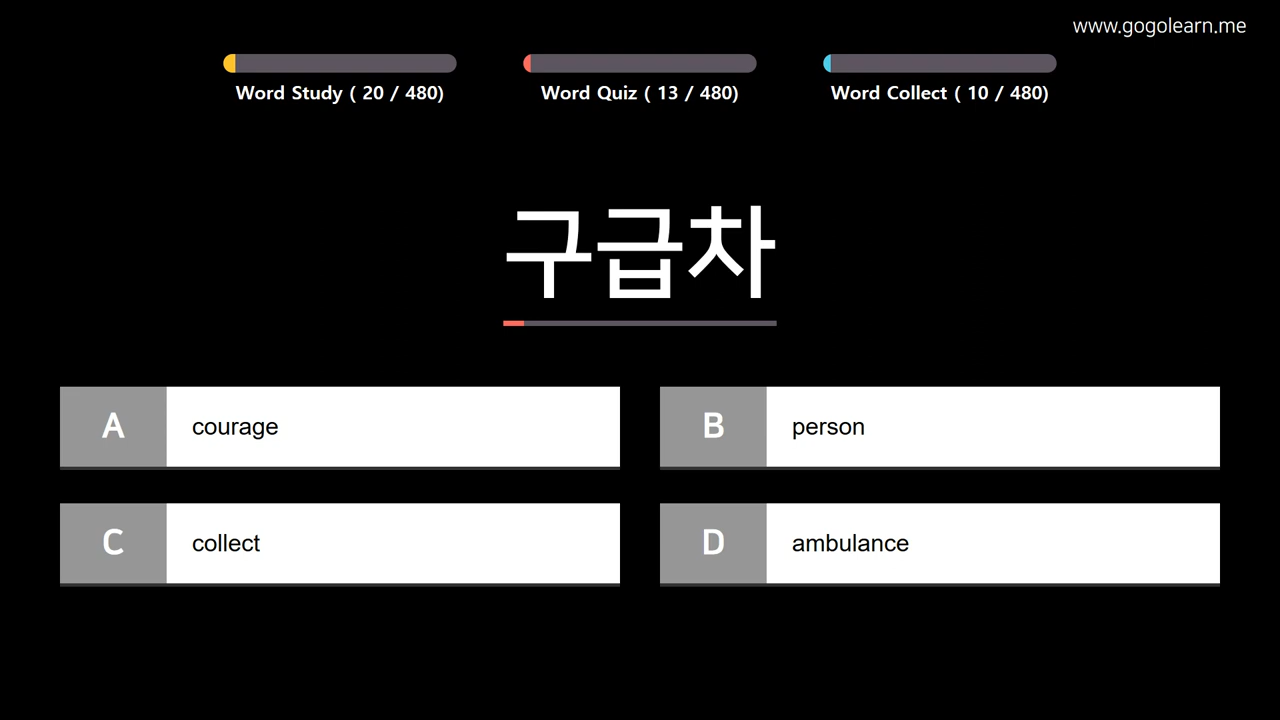 www.gogolearn.me
Word Study ( 20 / 480)
Word Quiz ( 13 / 480)
Word Collect ( 10 / 480)
구급차
A courage
B person
C collect
D ambulance